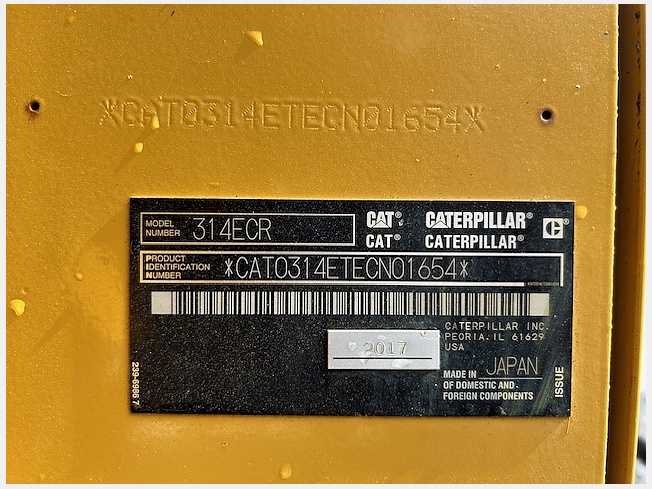 *CAT0314ETECN01654*
MODEL NUMBER 314ECR
CAT® CATERPILLAR®
CAT® CATERPILLAR®
PRODUCT IDENTIFICATION NUMBER *CAT0314ETECN01654*
CATERPILLAR INC.
PEORIA. IL 61629
USA
2017
MADE IN JAPAN
OF DOMESTIC AND
FOREIGN COMPONENTS
239-6986 7
ISSUE